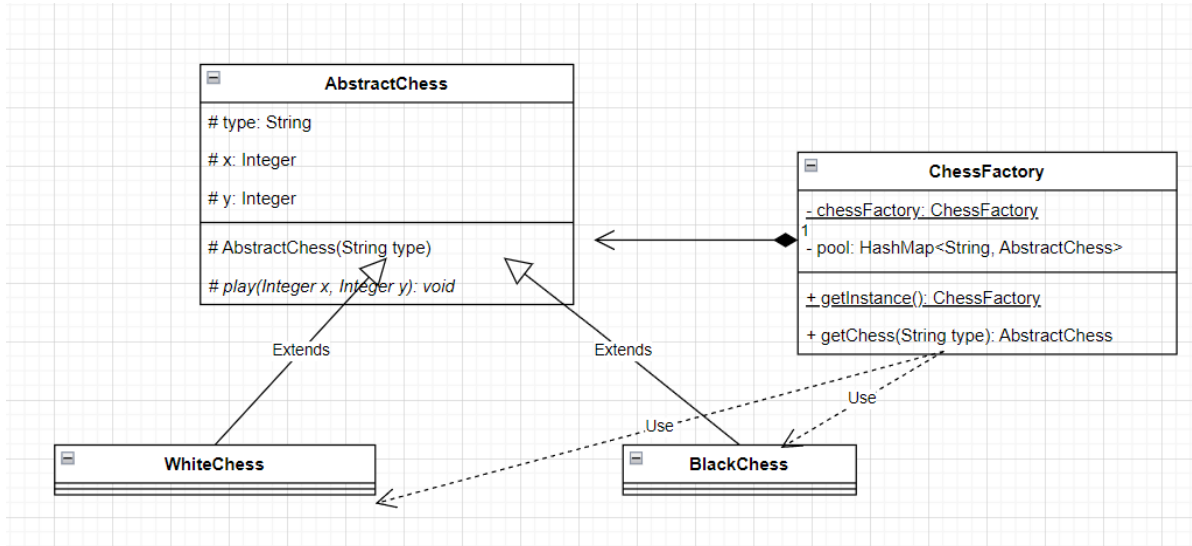 AbstractChess
# type: String
# x: Integer
# y: Integer
# AbstractChess(String type)
# play(Integer x, Integer y): void
ChessFactory
- chessFactory: ChessFactory
1
- pool: HashMap<String, AbstractChess>
+ getInstance(): ChessFactory
+ getChess(String type): AbstractChess
Extends
Extends
Use
Use
WhiteChess
BlackChess